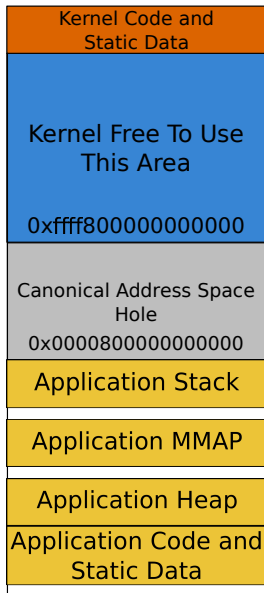 Kernel Code and
Static Data
Kernel Free To Use
This Area
0xffff800000000000
Canonical Address Space
Hole
0x0000800000000000
Application Stack
Application MMAP
Application Heap
Application Code and
Static Data